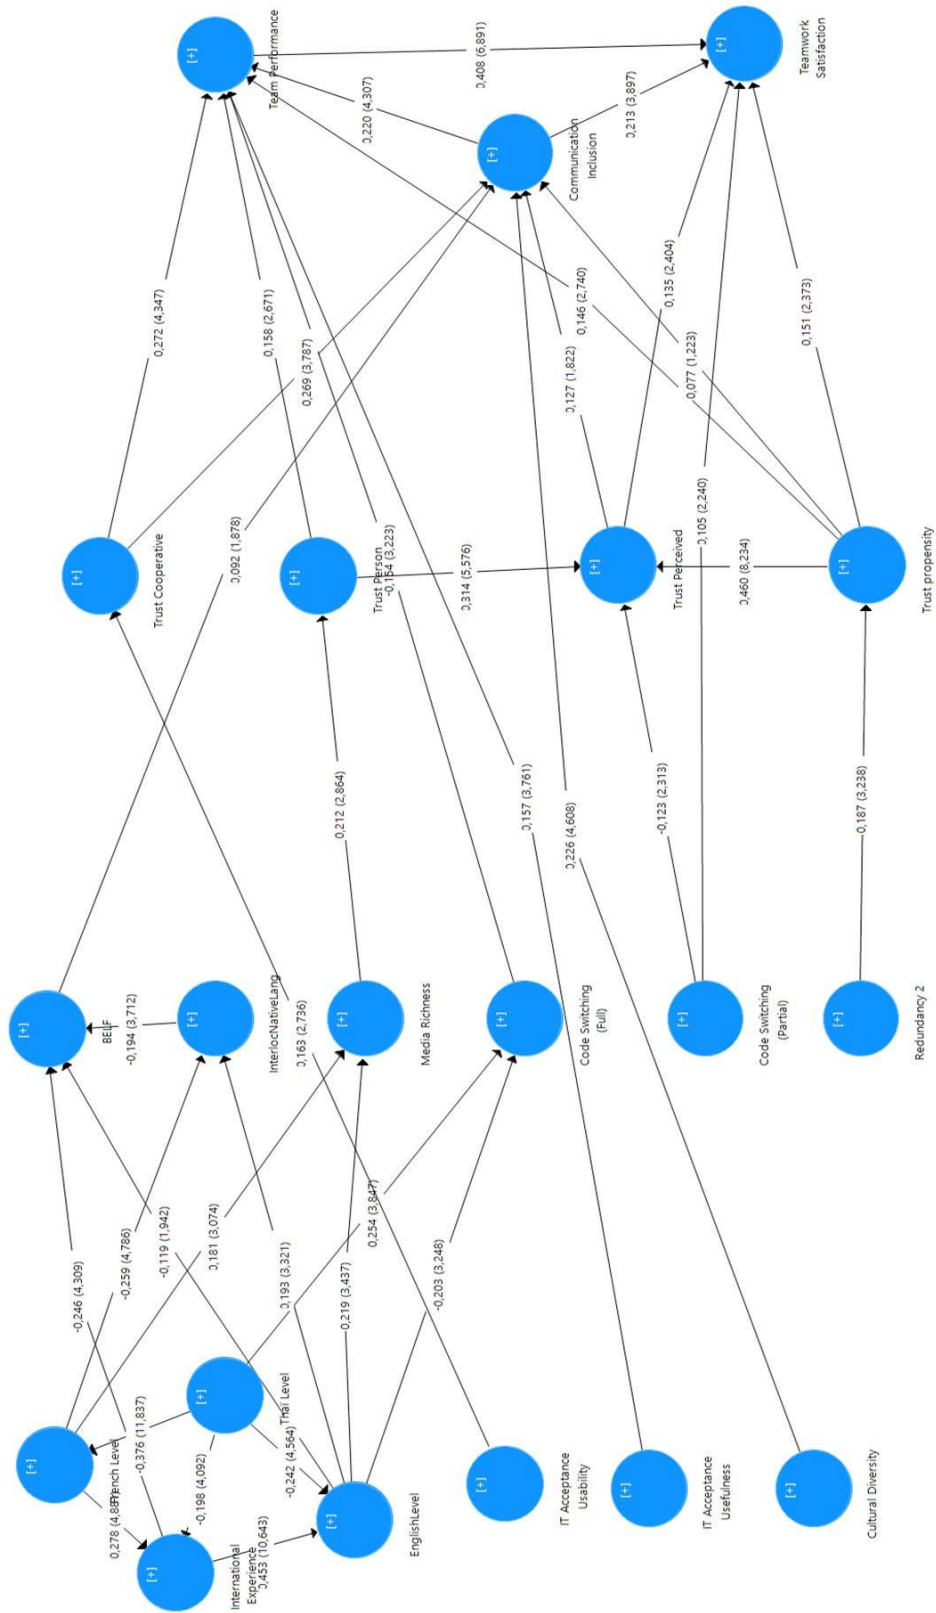 [+]
French Level
0,278
[+]
International
Experience
-0,376 (11,837)
[+]
Thaï Level
-0,198 (4,092)
-0,242 (4,564)
0,453 (10,643)
[+]
EnglishLevel
[+]
IT Acceptance
Usability
[+]
IT Acceptance
Usefulness
[+]
Cultural Diversity
-0,246 (4,309)
-0,259 (4,786)
-0,119 (1,942)
0,181 (3,074)
0,193 (3,321)
-0,219 (3,437)
0,254 (3,847)
-0,203 (3,248)
[+]
BELF
-0,194 (3,712)
[+]
InterlocNativeLang
0,163 (2,736)
[+]
Media Richness
[+]
Code Switching
(Full)
[+]
Code Switching
(Partial)
[+]
Redundancy 2
0,212 (2,864)
0,157 (3,761)
0,226 (4,608)
-0,123 (2,313)
0,187 (3,238)
[+]
Trust Cooperative
0,092 (1,878)
[+]
Trust Person
-0,154 (3,223)
0,314 (5,576)
[+]
Trust Perceived
0,105 (2,240)
0,460 (8,234)
[+]
Trust propensity
0,272 (4,347)
0,158 (2,671)
0,269 (3,787)
0,127 (1,822)
0,146 (2,740)
0,135 (2,404)
0,077 (1,223)
0,151 (2,373)
[+]
Team Performance
0,220 (4,307)
0,408 (6,891)
[+]
Communication
Inclusion
0,213 (3,897)
[+]
Teamwork
Satisfaction